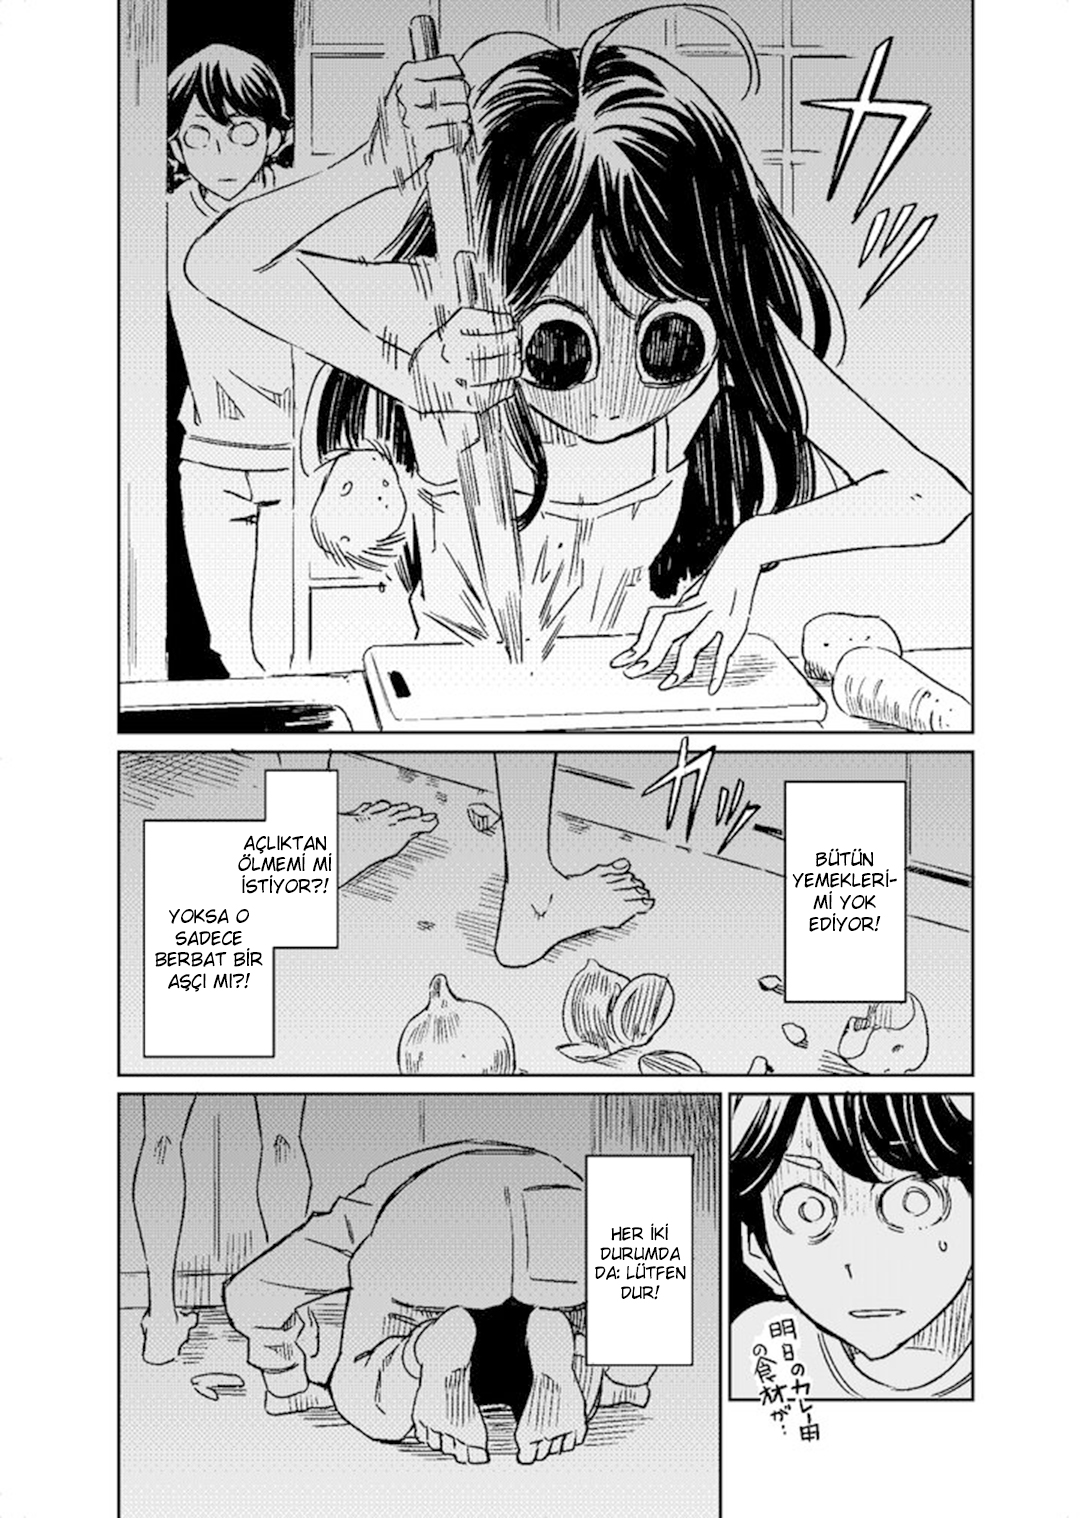 カッ
カッ
BÜTÜN
YEMEKLERİ-
Mİ YOK
EDİYOR!
AÇLIKTAN
ÖLMEMİ Mİ
İSTİYOR?!
YOKSA O
SADECE
BERBAT BİR
AŞÇI MI?!
明日のカレー用
の食材が…
HER İKİ
DURUMDA
DA: LÜTFEN
DUR!